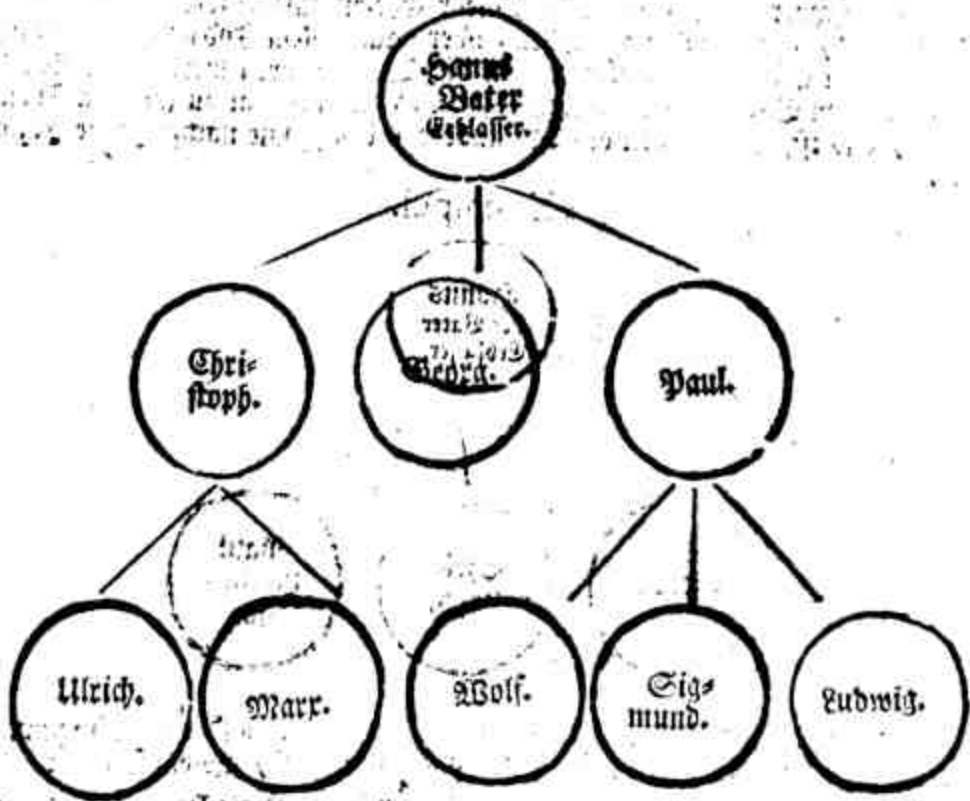 Hanns
Vater
Erblasser.
Chri-
stoph.
Georg.
Paul.
Ulrich.
Marx.
Wolf.
Sig-
mund.
Ludwig.